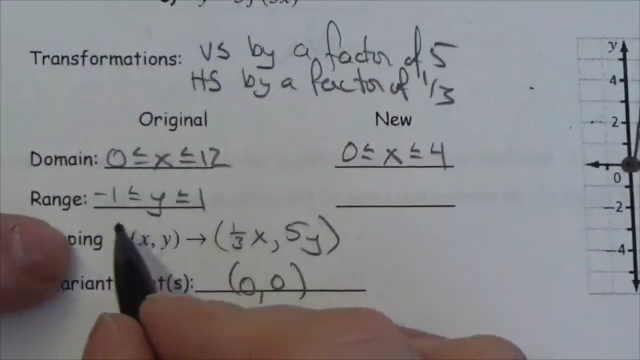 Transformations: VS by a factor of 5
HS by a factor of 1/3
Original New
Domain: 0 ≤ x ≤ 12 0 ≤ x ≤ 4
Range: -1 ≤ y ≤ 1
(x, y) → (1/3 x, 5y)
(0,0)
y
4
2
0
-2
-4